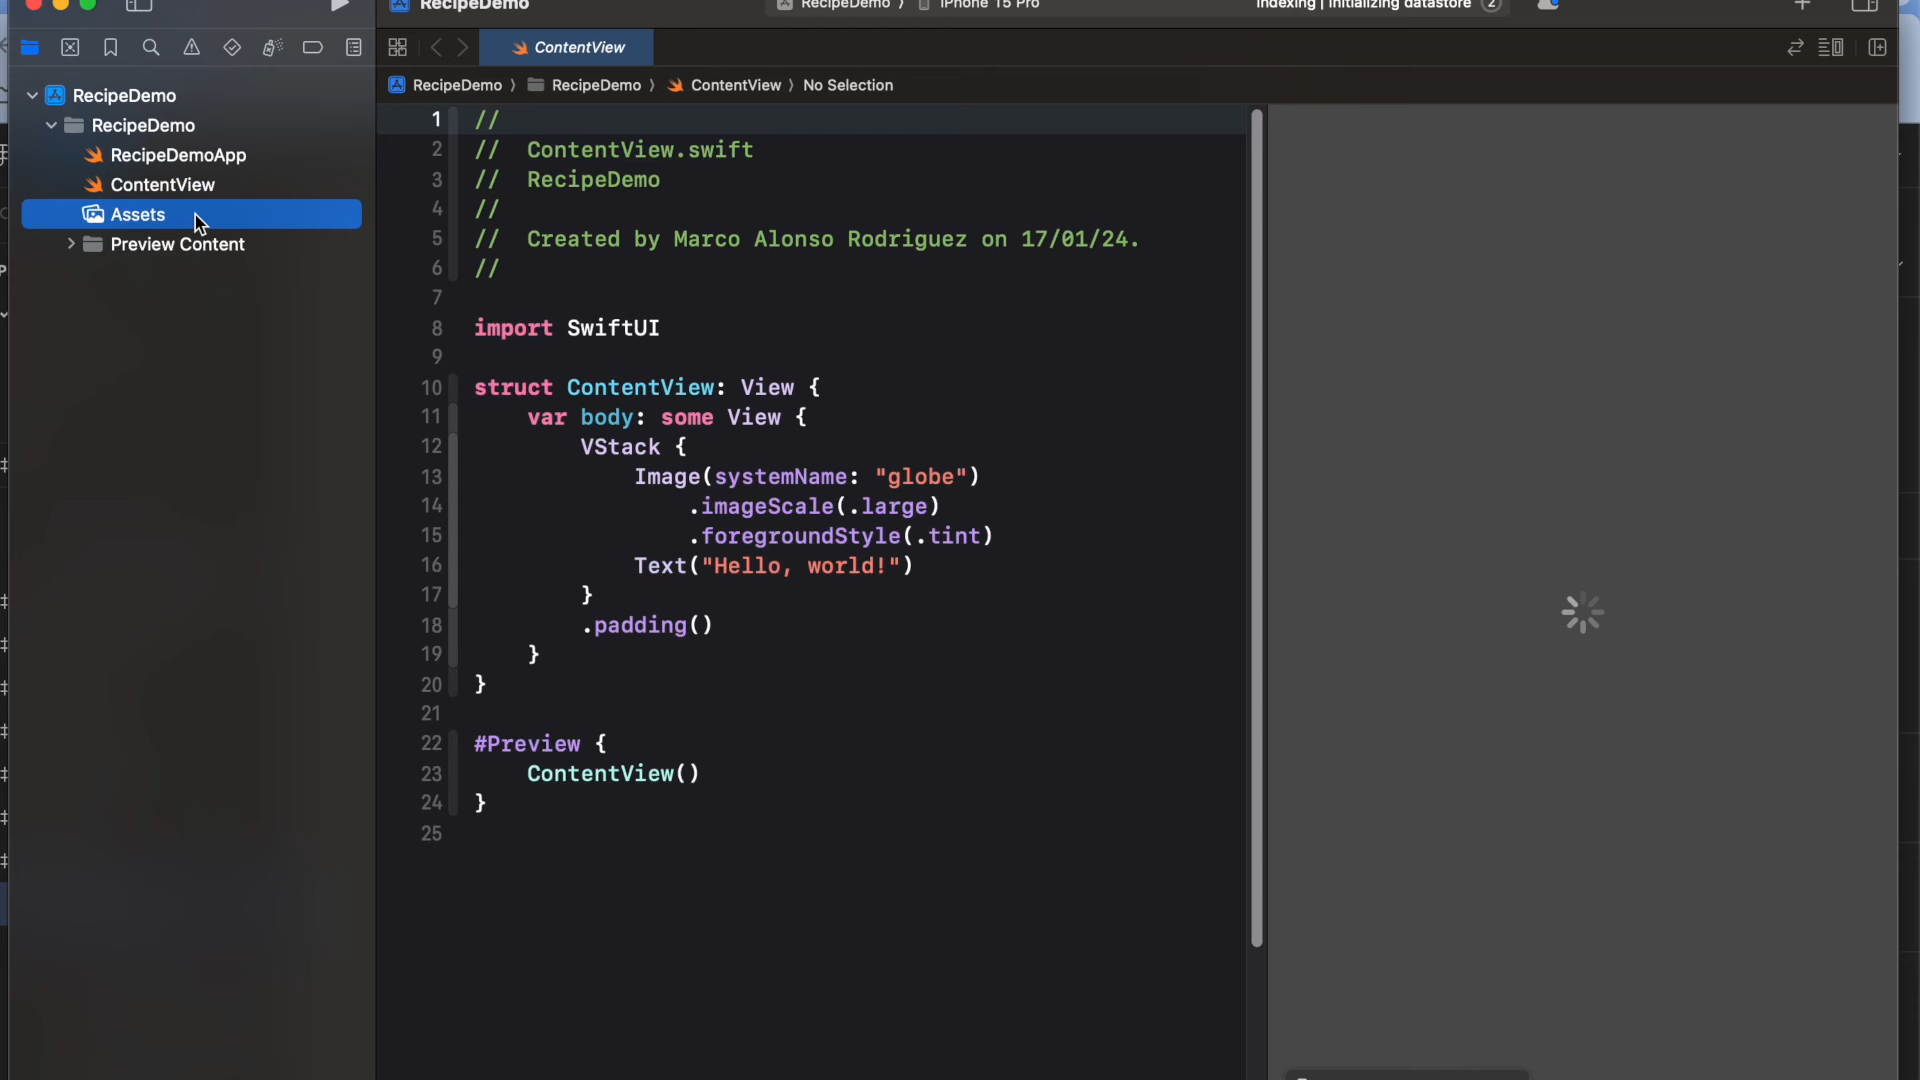 RecipeDemo
RecipeDemo 〉 iPhone 15 Pro
Indexing | Initializing datastore 2
ContentView
RecipeDemo 〉 RecipeDemo 〉 ContentView 〉 No Selection
RecipeDemo
RecipeDemo
RecipeDemoApp
ContentView
Assets
Preview Content
1 //
2 //  ContentView.swift
3 //  RecipeDemo
4 //
5 //  Created by Marco Alonso Rodriguez on 17/01/24.
6 //
7
8 import SwiftUI
9
10 struct ContentView: View {
11     var body: some View {
12         VStack {
13             Image(systemName: "globe")
14                 .imageScale(.large)
15                 .foregroundStyle(.tint)
16             Text("Hello, world!")
17         }
18         .padding()
19     }
20 }
21
22 #Preview {
23     ContentView()
24 }
25